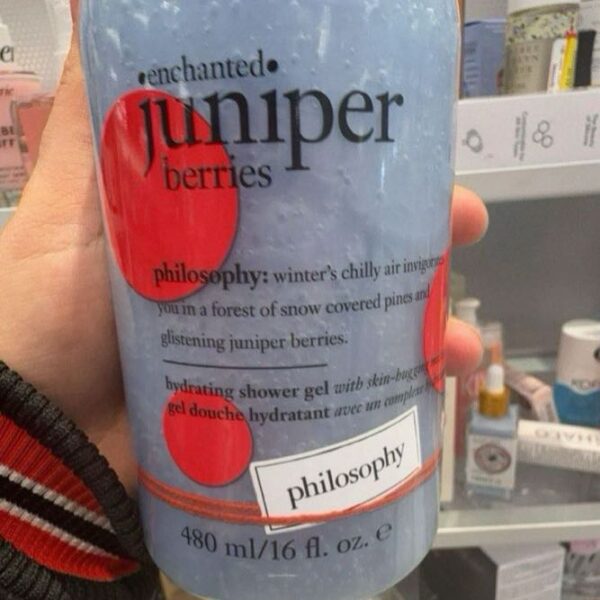 •enchanted•
juniper
berries
philosophy: winter's chilly air
you in a forest of snow covered pines and
glistening juniper berries.
hydrating shower gel with
gel douche hydratant avec un
philosophy
480 ml/16 fl. oz. e